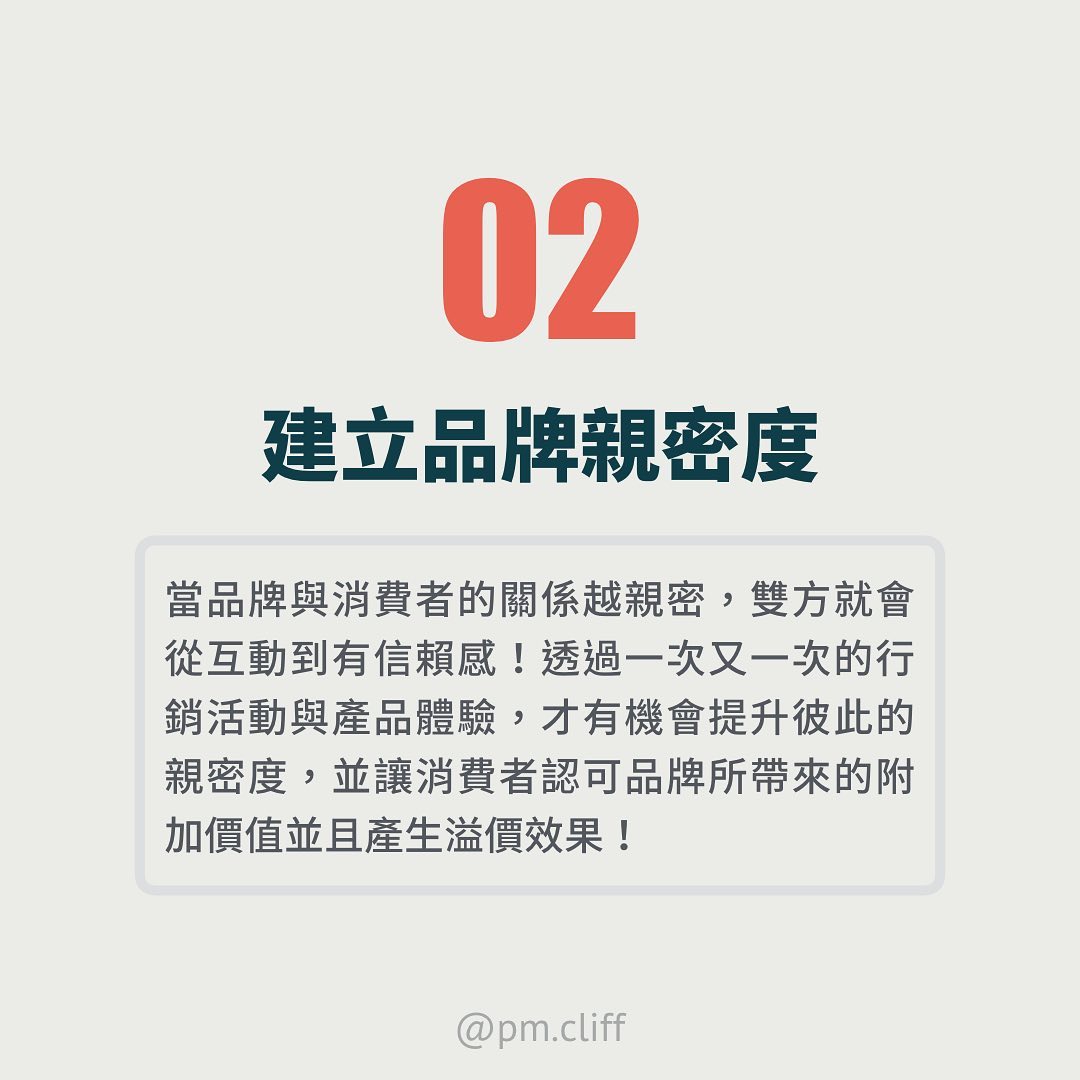 02
建立品牌親密度
當品牌與消費者的關係越親密，雙方就會
從互動到有信賴感！透過一次又一次的行
銷活動與產品體驗，才有機會提升彼此的
親密度，並讓消費者認可品牌所帶來的附
加價值並且產生溢價效果！
@pm.cliff